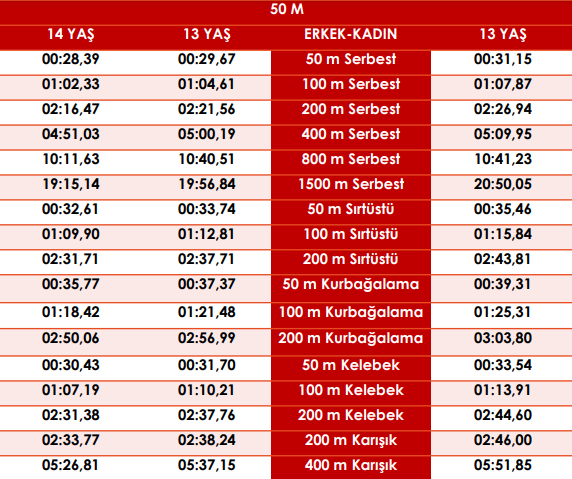 50 M
14 YAŞ 13 YAŞ ERKEK-KADIN 13 YAŞ
00:28,39 00:29,67 50 m Serbest 00:31,15
01:02,33 01:04,61 100 m Serbest 01:07,87
02:16,47 02:21,56 200 m Serbest 02:26,94
04:51,03 05:00,19 400 m Serbest 05:09,95
10:11,63 10:40,51 800 m Serbest 10:41,23
19:15,14 19:56,84 1500 m Serbest 20:50,05
00:32,61 00:33,74 50 m Sırtüstü 00:35,46
01:09,90 01:12,81 100 m Sırtüstü 01:15,84
02:31,71 02:37,71 200 m Sırtüstü 02:43,81
00:35,77 00:37,37 50 m Kurbağalama 00:39,31
01:18,42 01:21,48 100 m Kurbağalama 01:25,31
02:50,06 02:56,99 200 m Kurbağalama 03:03,80
00:30,43 00:31,70 50 m Kelebek 00:33,54
01:07,19 01:10,21 100 m Kelebek 01:13,91
02:31,38 02:37,76 200 m Kelebek 02:44,60
02:33,77 02:38,24 200 m Karışık 02:46,00
05:26,81 05:37,15 400 m Karışık 05:51,85